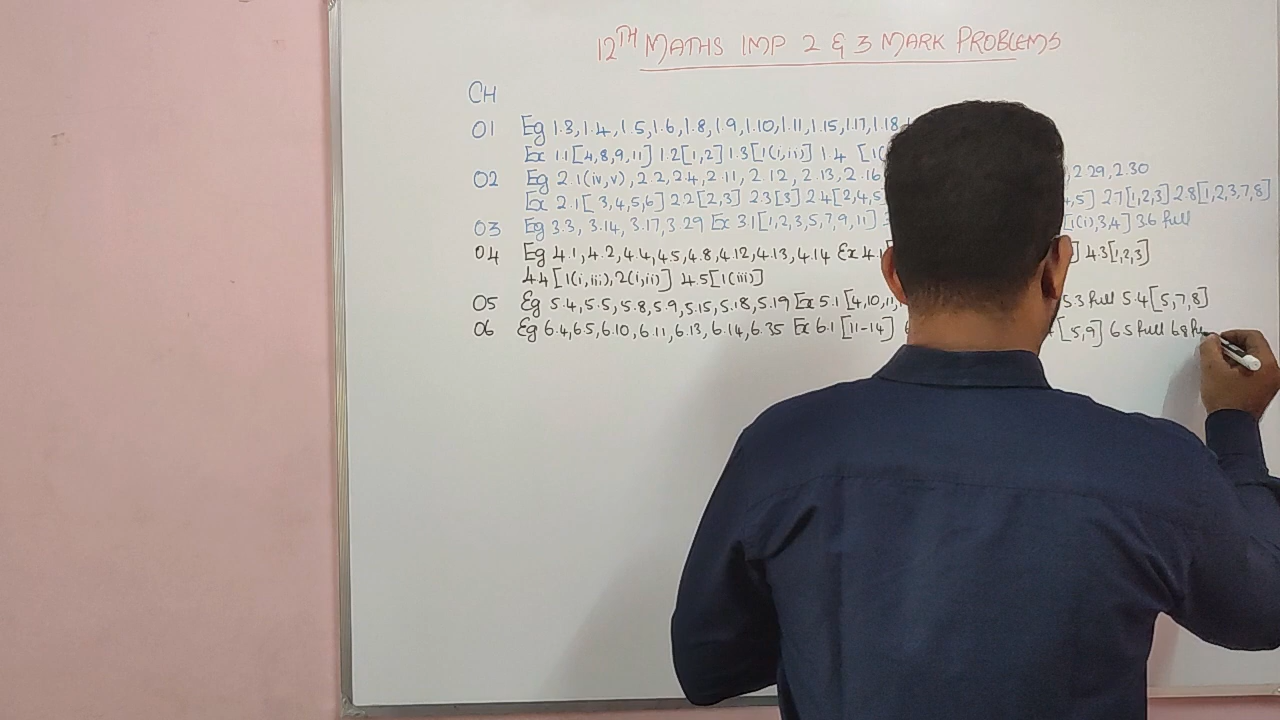 12TH MATHS IMP 2 & 3 MARK PROBLEMS
CH
01 Eg 1.3, 1.4, 1.5, 1.6, 1.8, 1.9, 1.10, 1.11, 1.15, 1.17, 1.18
Ex 1.1[4,8,9,11] 1.2[1,2] 1.3[1(i,ii)] 1.4
02 Eg 2.1(iv,v), 2.2, 2.4, 2.11, 2.12, 2.13, 2.16 2.29, 2.30
Ex 2.1[3,4,5,6] 2.2[2,3] 2.3[3] 2.4[2,4,5 4,5] 2.7[1,2,3] 2.8[1,2,3,7,8]
03 Eg 3.3, 3.14, 3.17, 3.29 Ex 3.1[1,2,3,5,7,9,11] [1(i),3,4] 3.6 full
04 Eg 4.1, 4.2, 4.4, 4.5, 4.8, 4.12, 4.13, 4.14 Ex 4.1[ ] 4.3[1,2,3]
4.4[1(i,iii), 2(i,ii)] 4.5[1(iii)]
05 Eg 5.4, 5.5, 5.8, 5.9, 5.15, 5.18, 5.19 Ex 5.1[4,10,11, 5.3 full 5.4[5,7,8]
06 Eg 6.4, 6.5, 6.10, 6.11, 6.13, 6.14, 6.35 Ex 6.1[11-14] [5,9] 6.5 full 6.8